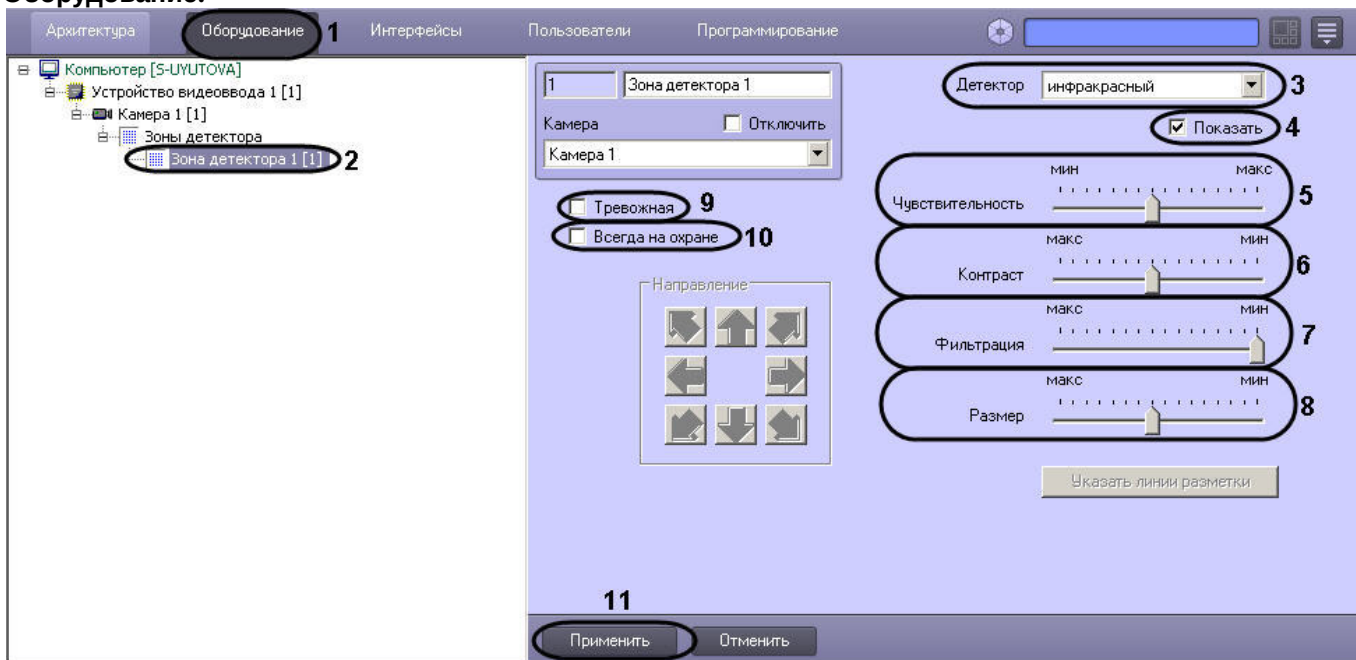 Оборудование.
Архитектура Оборудование 1 Интерфейсы Пользователи Программирование
Компьютер [S-UYUTOVA]
Устройство видеоввода 1 [1]
Камера 1 [1]
Зоны детектора
Зона детектора 1 [1] 2
1 Зона детектора 1
Камера Отключить
Камера 1
Тревожная 9
Всегда на охране 10
Направление
Детектор инфракрасный 3
Показать 4
мин макс
Чувствительность 5
макс мин
Контраст 6
макс мин
Фильтрация 7
макс мин
Размер 8
Указать линии разметки
11
Применить Отменить